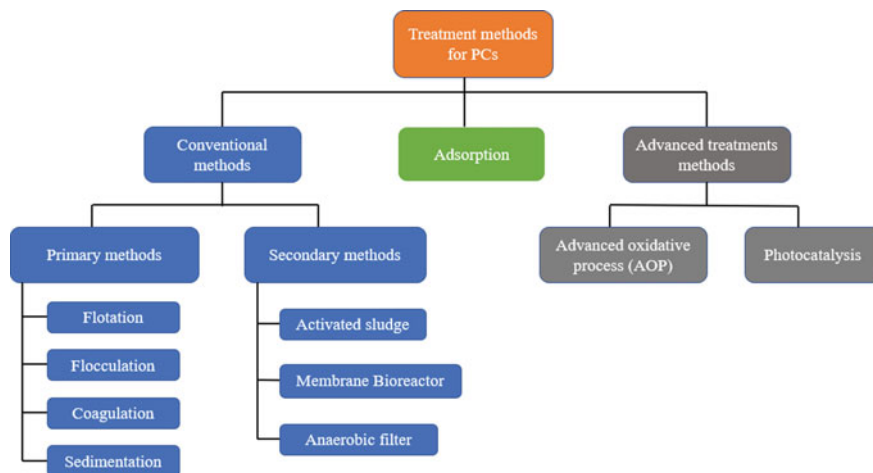 Treatment methods
for PCs
Conventional
methods
Adsorption
Advanced treatments
methods
Primary methods
Secondary methods
Advanced oxidative
process (AOP)
Photocatalysis
Flotation
Flocculation
Coagulation
Sedimentation
Activated sludge
Membrane Bioreactor
Anaerobic filter